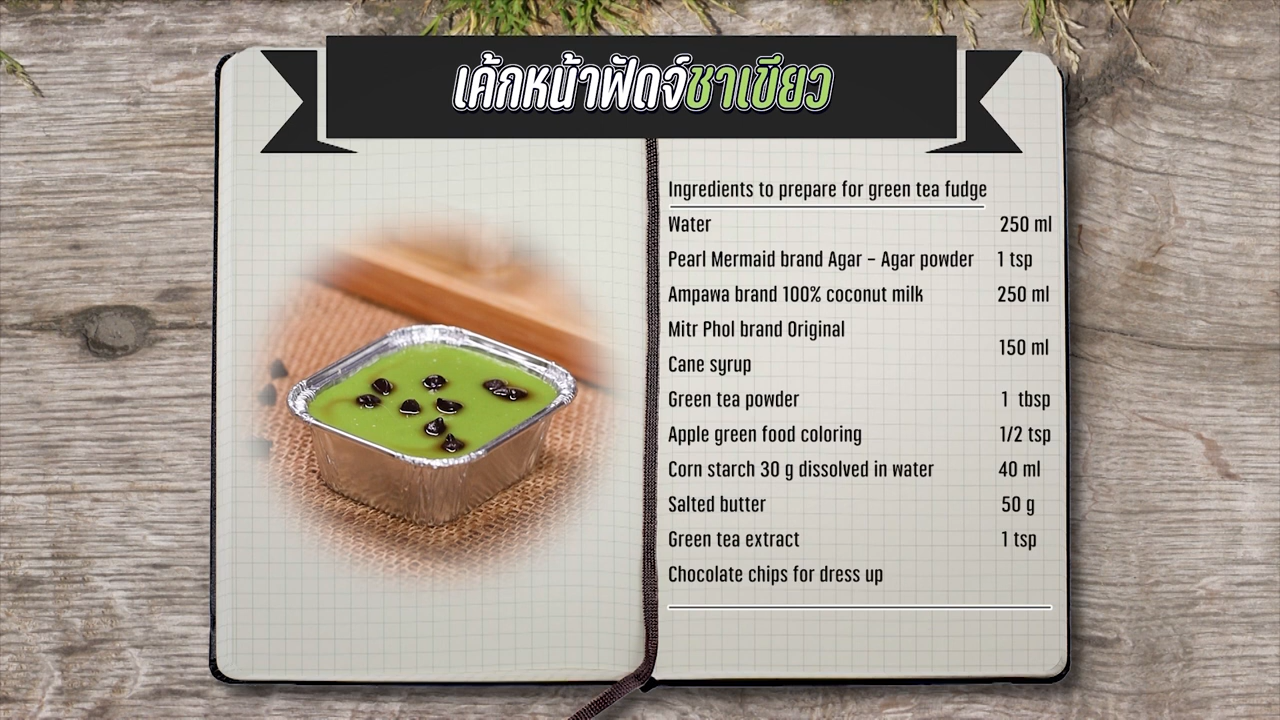 เค้กหน้าฟัดจ์ชาเขียว
Ingredients to prepare for green tea fudge
Water 250 ml
Pearl Mermaid brand Agar - Agar powder 1 tsp
Ampawa brand 100% coconut milk 250 ml
Mitr Phol brand Original
Cane syrup 150 ml
Green tea powder 1 tbsp
Apple green food coloring 1/2 tsp
Corn starch 30 g dissolved in water 40 ml
Salted butter 50 g
Green tea extract 1 tsp
Chocolate chips for dress up